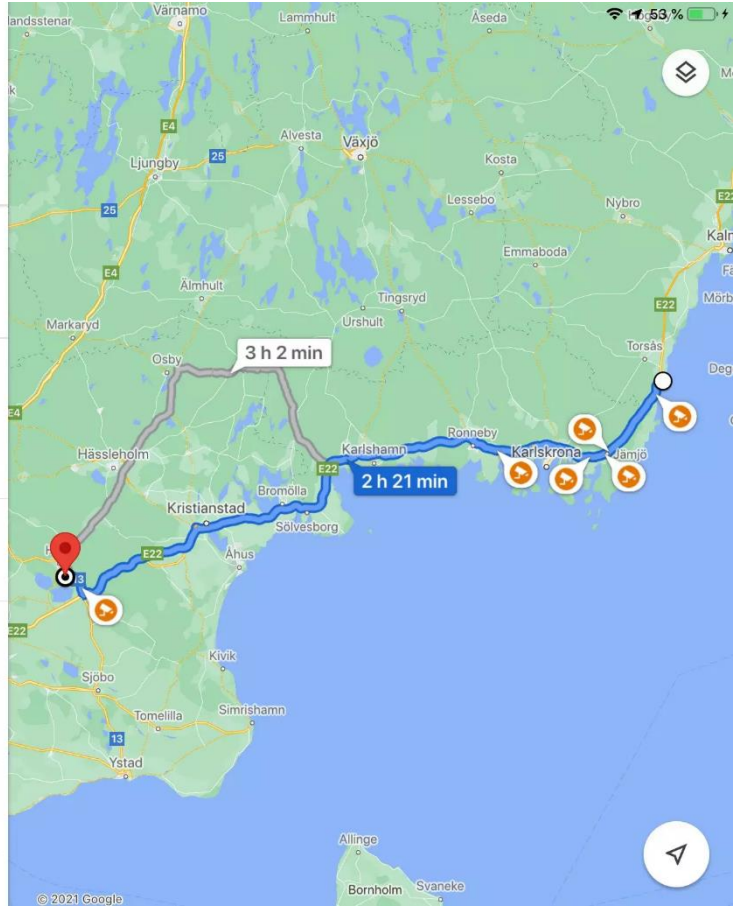 Värnamo
Lammhult
Åseda
53 %
landsstenar
E4
Alvesta
Växjö
Ljungby
25
Kosta
25
Lessebo
Nybro
E22
Kaln
Emmaboda
E4
Älmhult
Tingsryd
Mörb
Urshult
E22
Markaryd
Torsås
3 h 2 min
Osby
Deg
E4
Ronneby
Karlshamn
Karlskrona
Jämjö
Hässleholm
E22
2 h 21 min
Bromölla
Kristianstad
Sölvesborg
E22
Åhus
13
E22
Kivik
Sjöbo
Simrishamn
Tomelilla
13
Ystad
Allinge
Bornholm
Svaneke
© 2021 Google